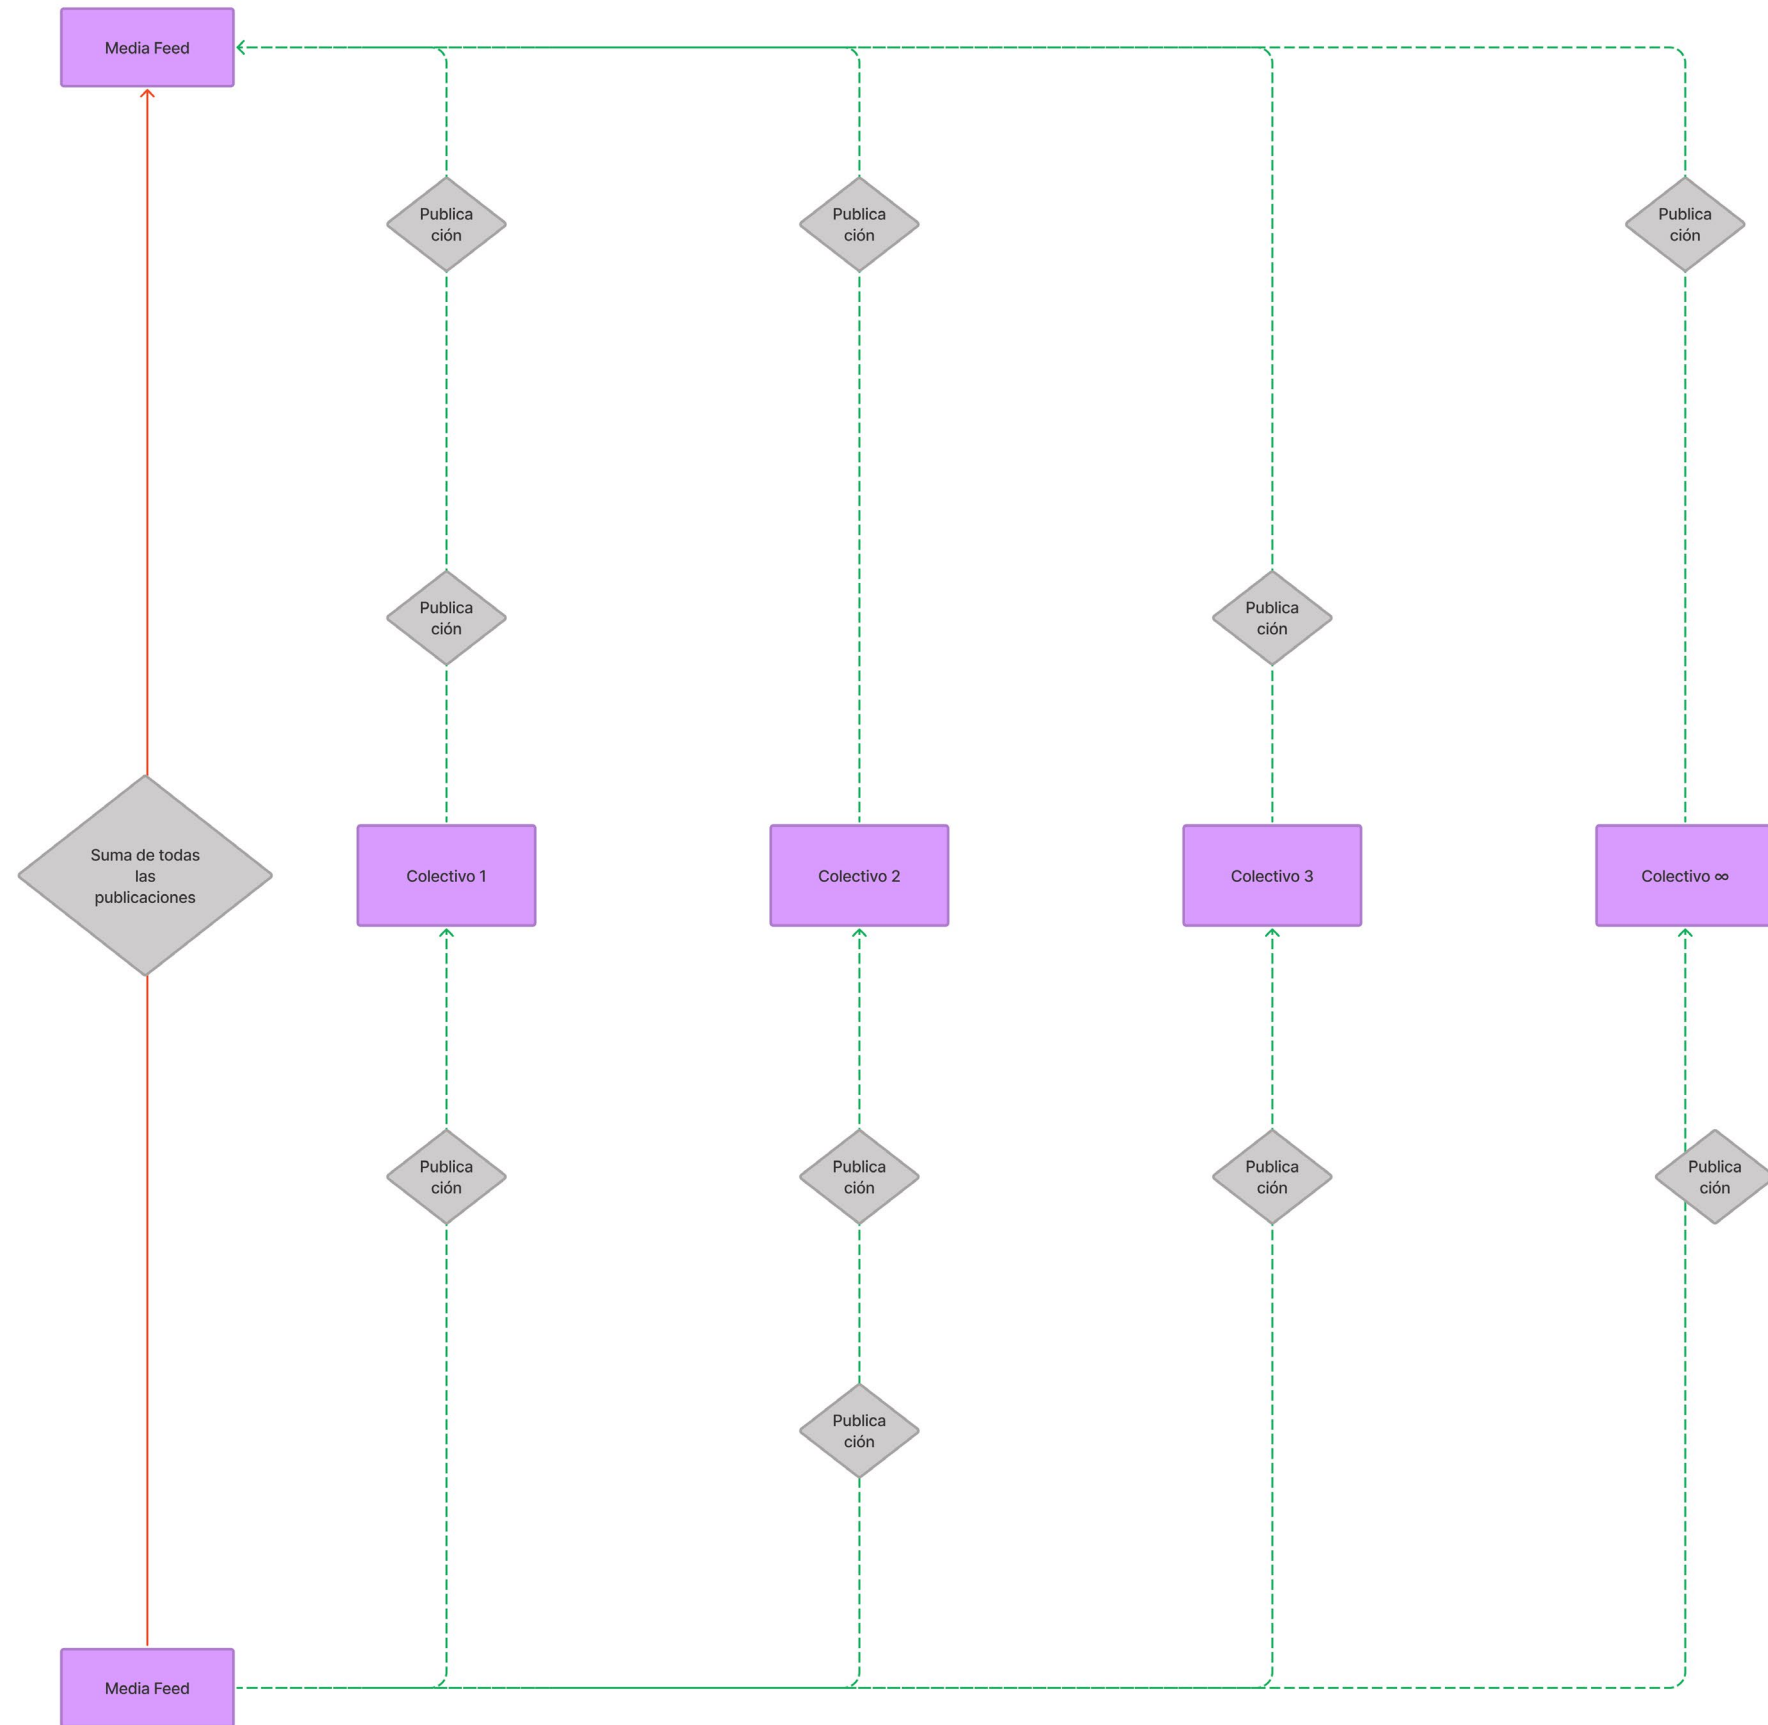 Media Feed
Publica
ción
Publica
ción
Publica
ción
Publica
ción
Publica
ción
Suma de todas
las
publicaciones
Colectivo 1
Colectivo 2
Colectivo 3
Colectivo ∞
Publica
ción
Publica
ción
Publica
ción
Publica
ción
Publica
ción
Media Feed